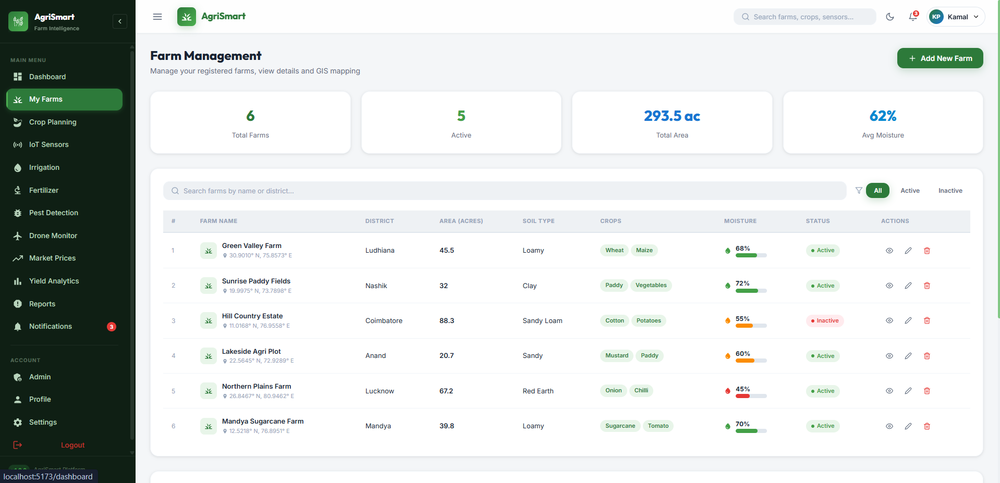 AgriSmart
Farm Intelligence
MAIN MENU
Dashboard
My Farms
Crop Planning
IoT Sensors
Irrigation
Fertilizer
Pest Detection
Drone Monitor
Market Prices
Yield Analytics
Reports
Notifications 3
ACCOUNT
Admin
Profile
Settings
Logout
AgriSmart Platform
localhost:5173/dashboard
AgriSmart
Search farms, crops, sensors...
3
KP Kamal
Farm Management
Manage your registered farms, view details and GIS mapping
+ Add New Farm
6
Total Farms
5
Active
293.5 ac
Total Area
62%
Avg Moisture
Search farms by name or district...
All Active Inactive
# FARM NAME DISTRICT AREA (ACRES) SOIL TYPE CROPS MOISTURE STATUS ACTIONS
1 Green Valley Farm Ludhiana 45.5 Loamy Wheat Maize 68% Active
30.9010° N, 75.8573° E
2 Sunrise Paddy Fields Nashik 32 Clay Paddy Vegetables 72% Active
19.9975° N, 73.7898° E
3 Hill Country Estate Coimbatore 88.3 Sandy Loam Cotton Potatoes 55% Inactive
11.0168° N, 76.9558° E
4 Lakeside Agri Plot Anand 20.7 Sandy Mustard Paddy 60% Active
22.5645° N, 72.9289° E
5 Northern Plains Farm Lucknow 67.2 Red Earth Onion Chilli 45% Active
26.8467° N, 80.9462° E
6 Mandya Sugarcane Farm Mandya 39.8 Loamy Sugarcane Tomato 70% Active
12.5218° N, 76.8951° E